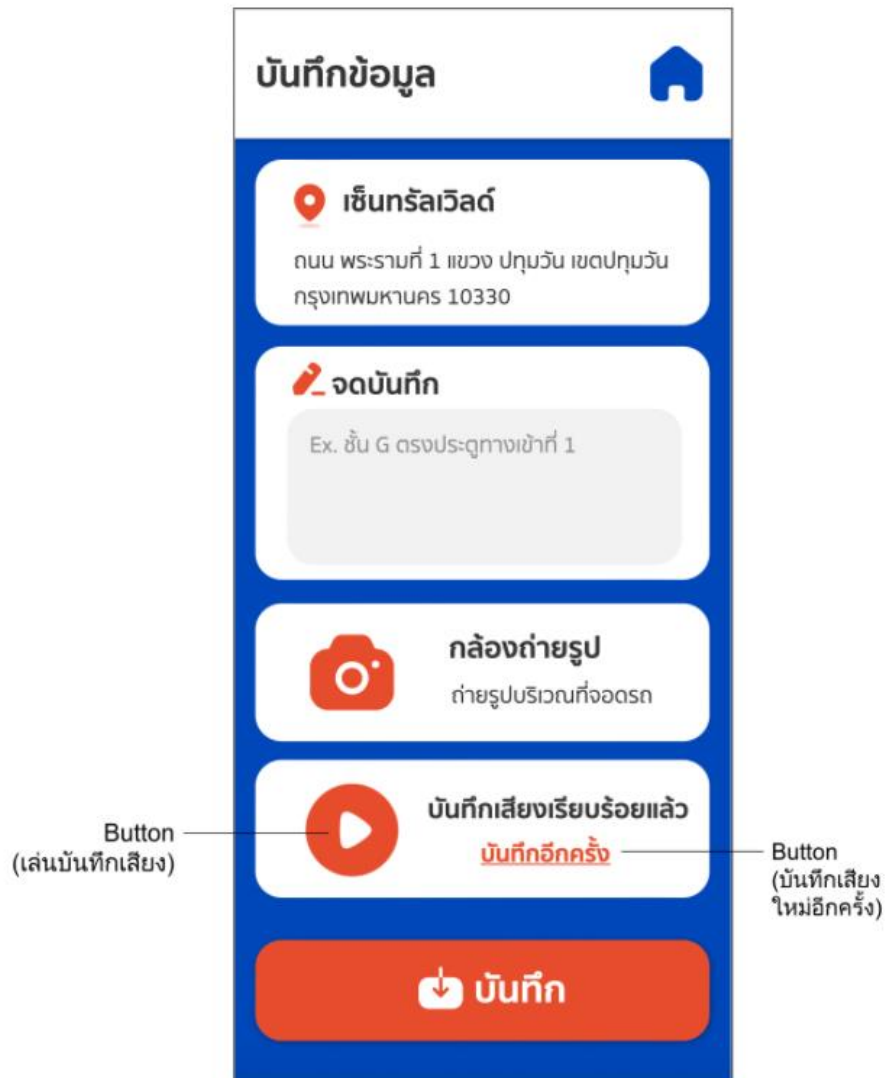 บันทึกข้อมูล
เซ็นทรัลเวิลด์
ถนน พระรามที่ 1 แขวง ปทุมวัน เขตปทุมวัน
กรุงเทพมหานคร 10330
จดบันทึก
Ex. ชั้น G ตรงประตูทางเข้าที่ 1
กล้องถ่ายรูป
ถ่ายรูปบริเวณที่จอดรถ
Button
(เล่นบันทึกเสียง)
บันทึกเสียงเรียบร้อยแล้ว
บันทึกอีกครั้ง
Button
(บันทึกเสียง
ใหม่อีกครั้ง)
บันทึก